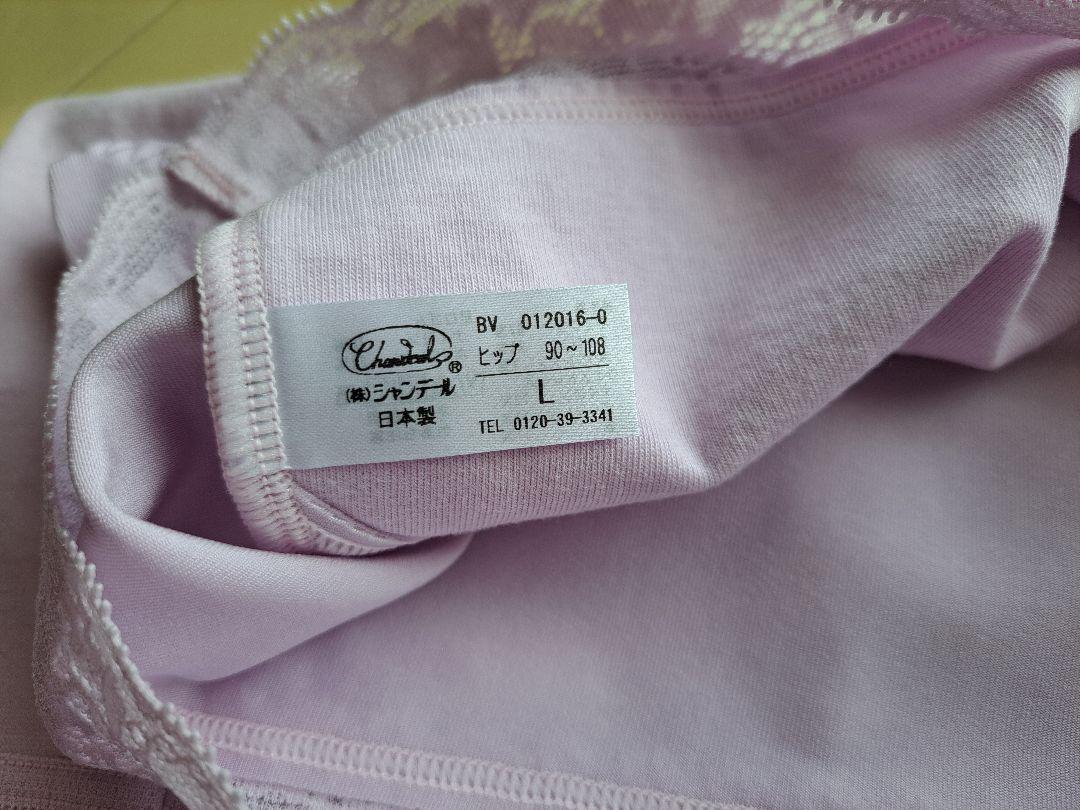 Chandeal®
(株)シャンデール
日本製
BV 012016-0
ヒップ 90~108
L
TEL 0120-39-3341